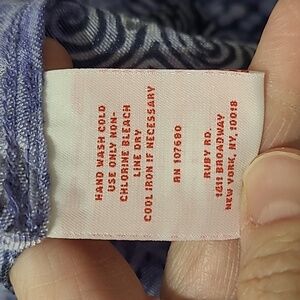 HAND WASH COLD
USE ONLY NON-
CHLORINE BLEACH
LINE DRY
COOL IRON IF NECESSARY
RN 107680
RUBY RD.
1411 BROADWAY
NEW YORK, NY. 10018